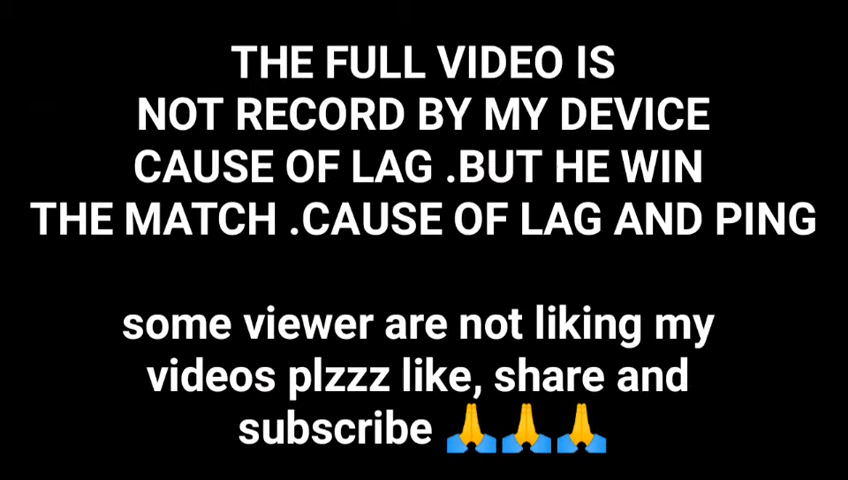 THE FULL VIDEO IS
NOT RECORD BY MY DEVICE
CAUSE OF LAG .BUT HE WIN
THE MATCH .CAUSE OF LAG AND PING
some viewer are not liking my
videos plzzz like, share and
subscribe 🙏🙏🙏